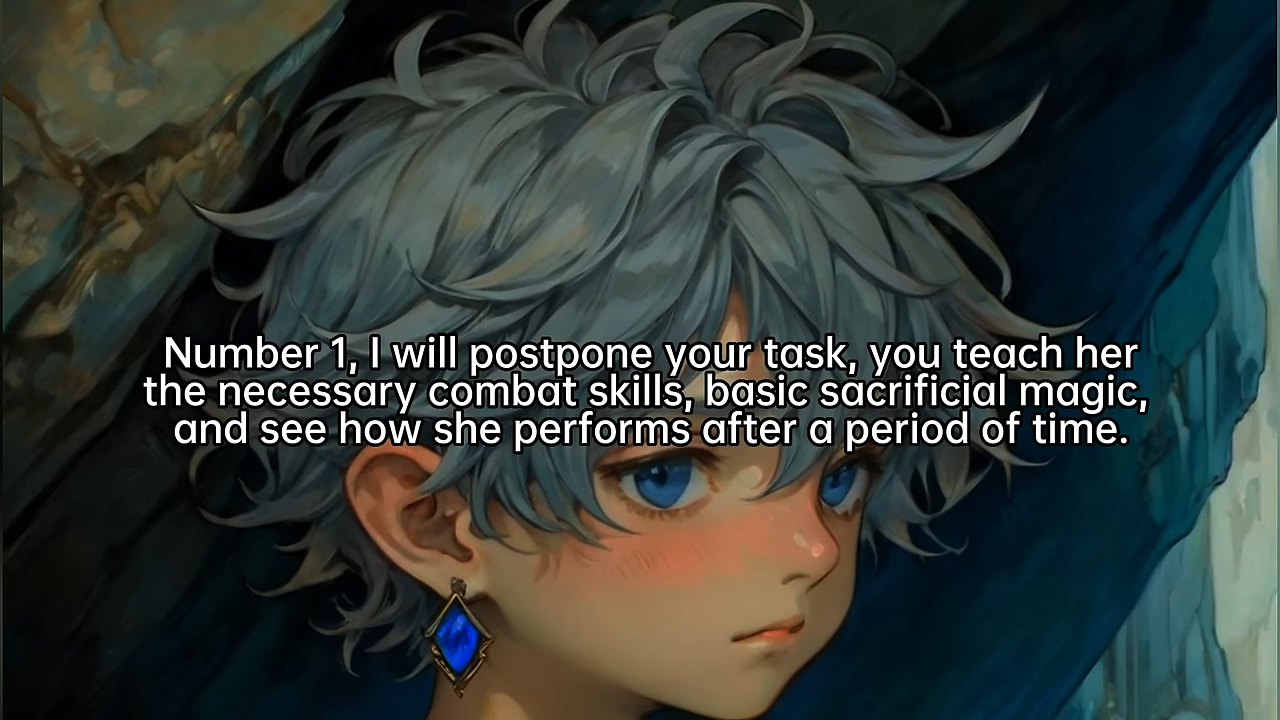 Number 1, I will postpone your task, you teach her
the necessary combat skills, basic sacrificial magic,
and see how she performs after a period of time.